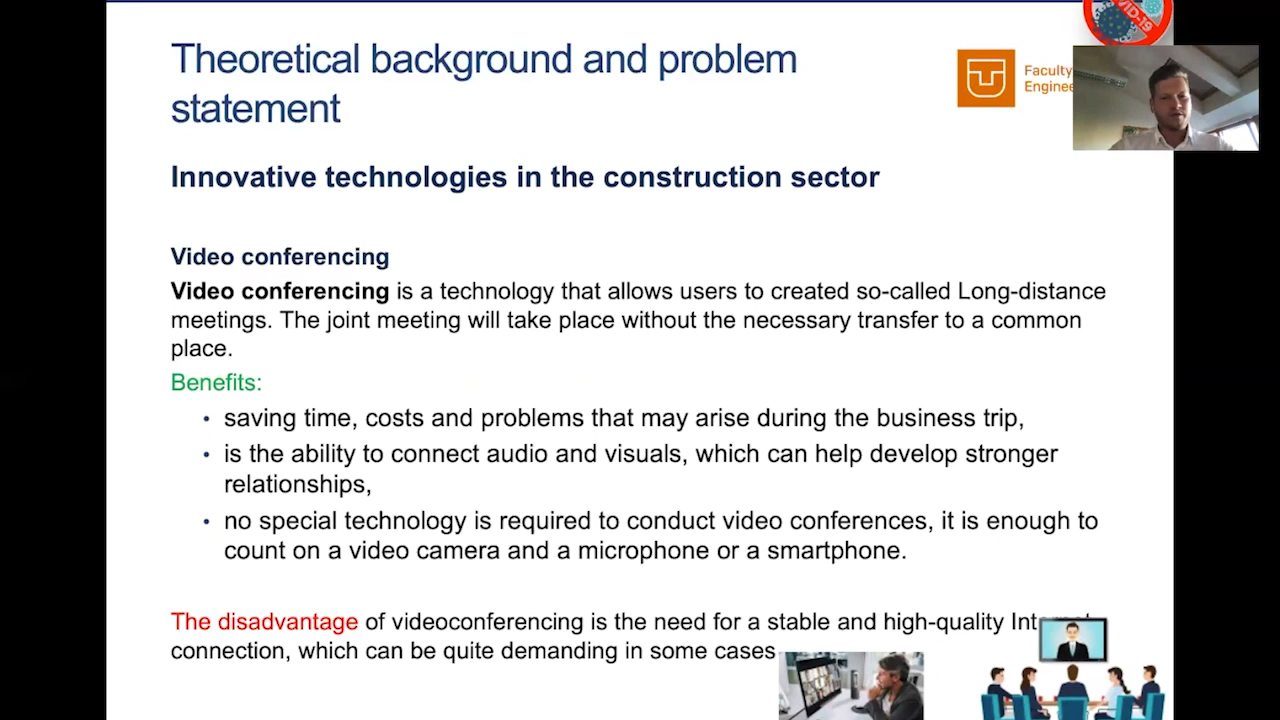 Theoretical background and problem
statement
Faculty
Enginee
Innovative technologies in the construction sector
Video conferencing
Video conferencing is a technology that allows users to created so-called Long-distance
meetings. The joint meeting will take place without the necessary transfer to a common
place.
Benefits:
• saving time, costs and problems that may arise during the business trip,
• is the ability to connect audio and visuals, which can help develop stronger
relationships,
• no special technology is required to conduct video conferences, it is enough to
count on a video camera and a microphone or a smartphone.
The disadvantage of videoconferencing is the need for a stable and high-quality Int
connection, which can be quite demanding in some cases